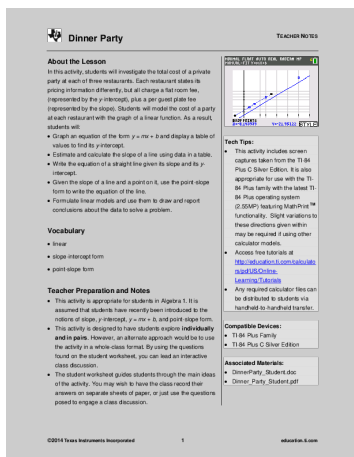 Dinner Party
TEACHER NOTES
About the Lesson
In this activity, students will investigate the total cost of a private
party at each of three restaurants. Each restaurant states its
pricing information differently, but all charge a flat room fee,
(represented by the y-intercept), plus a per guest plate fee
(represented by the slope). Students will model the cost of a party
at each restaurant with the graph of a linear function. As a result,
students will:
• Graph an equation of the form y = mx + b and display a table of
values to find its y-intercept.
• Estimate and calculate the slope of a line using data in a table.
• Write the equation of a straight line given its slope and its y-
intercept.
• Given the slope of a line and a point on it, use the point-slope
form to write the equation of the line.
• Formulate linear models and use them to draw and report
conclusions about the data to solve a problem.
Vocabulary
• linear
• slope-intercept form
• point-slope form
Teacher Preparation and Notes
• This activity is appropriate for students in Algebra 1. It is
assumed that students have recently been introduced to the
notions of slope, y-intercept, y = mx + b, and point-slope form.
• This activity is designed to have students explore individually
and in pairs. However, an alternate approach would be to use
the activity in a whole-class format. By using the questions
found on the student worksheet, you can lead an interactive
class discussion.
• The student worksheet guides students through the main ideas
of the activity. You may wish to have the class record their
answers on separate sheets of paper, or just use the questions
posed to engage a class discussion.
NORMAL FLOAT AUTO REAL RADIAN MP
MANUAL-FIT Y=mX+b
STYLE
Tech Tips:
• This activity includes screen
captures taken from the TI-84
Plus C Silver Edition. It is also
appropriate for use with the TI-
84 Plus family with the latest TI-
84 Plus operating system
(2.55MP) featuring MathPrint™
functionality. Slight variations to
these directions given within
may be required if using other
calculator models.
• Access free tutorials at
http://education.ti.com/calculato
rs/pd/US/Online-
Learning/Tutorials
• Any required calculator files can
be distributed to students via
handheld-to-handheld transfer.
Compatible Devices:
• TI-84 Plus Family
• TI-84 Plus C Silver Edition
Associated Materials:
• DinnerParty_Student.doc
• Dinner_Party_Student.pdf
©2014 Texas Instruments Incorporated 1 education.ti.com